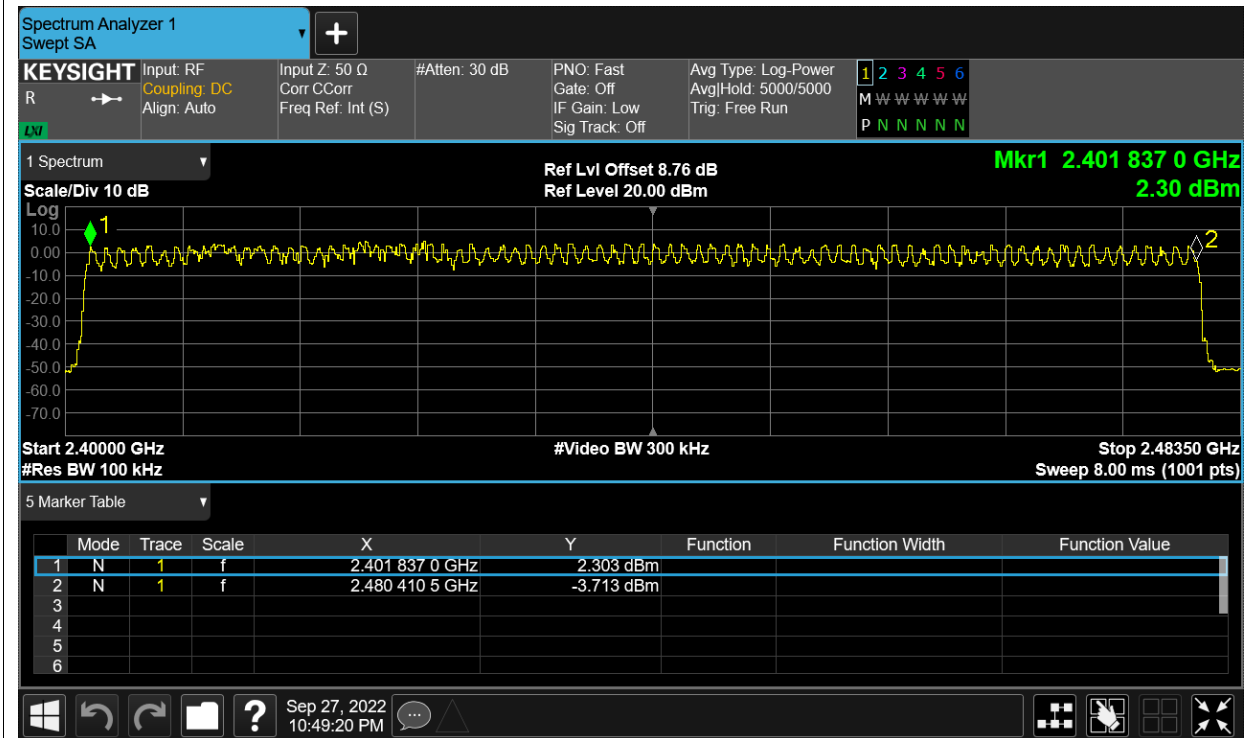 Spectrum Analyzer 1
Swept SA
KEYSIGHT Input: RF Input Z: 50 Ω #Atten: 30 dB PNO: Fast Avg Type: Log-Power 1 2 3 4 5 6
R Coupling: DC Corr CCorr Gate: Off Avg|Hold: 5000/5000 M W W W W W
Align: Auto Freq Ref: Int (S) IF Gain: Low Trig: Free Run
LXI Sig Track: Off P N N N N N
1 Spectrum Ref Lvl Offset 8.76 dB Mkr1 2.401 837 0 GHz
Scale/Div 10 dB Ref Level 20.00 dBm 2.30 dBm
Log
10.0
0.00
-10.0
-20.0
-30.0
-40.0
-50.0
-60.0
-70.0
1
2
Start 2.40000 GHz #Video BW 300 kHz Stop 2.48350 GHz
#Res BW 100 kHz Sweep 8.00 ms (1001 pts)
5 Marker Table
Mode Trace Scale X Y Function Function Width Function Value
1 N 1 f 2.401 837 0 GHz 2.303 dBm
2 N 1 f 2.480 410 5 GHz -3.713 dBm
3
4
5
6
? Sep 27, 2022
10:49:20 PM